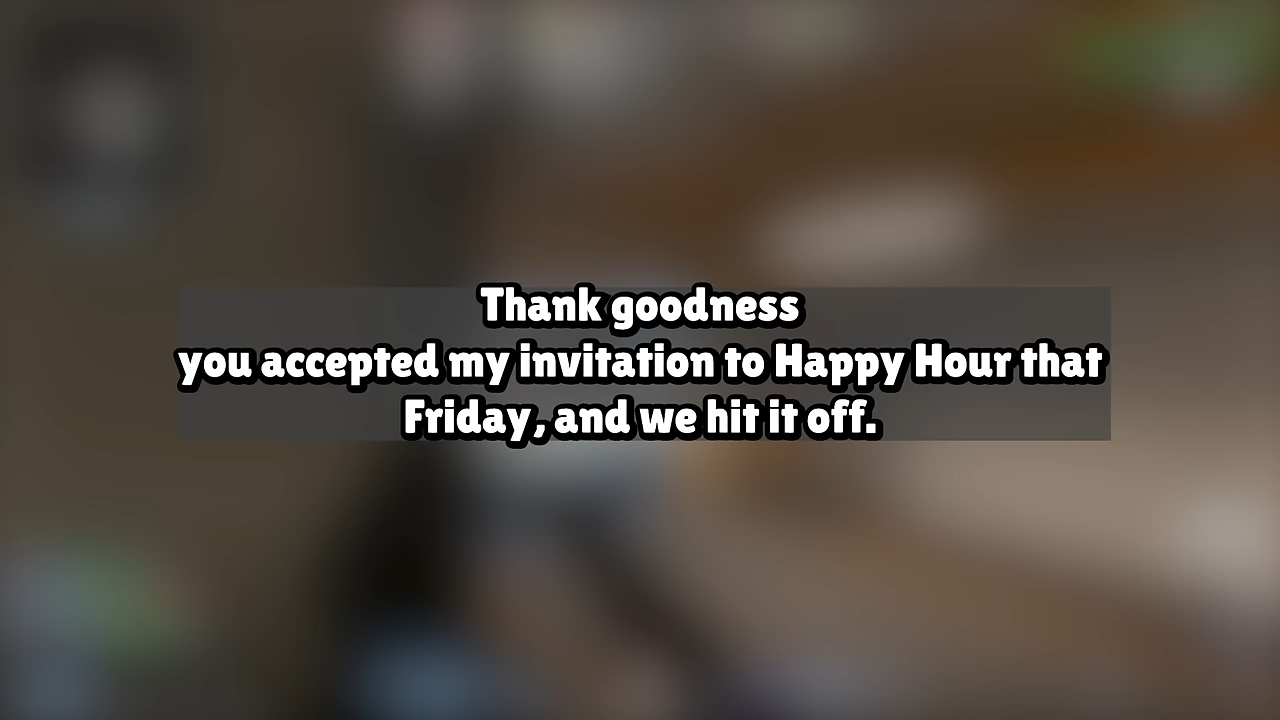 Thank goodness
you accepted my invitation to Happy Hour that
Friday, and we hit it off.